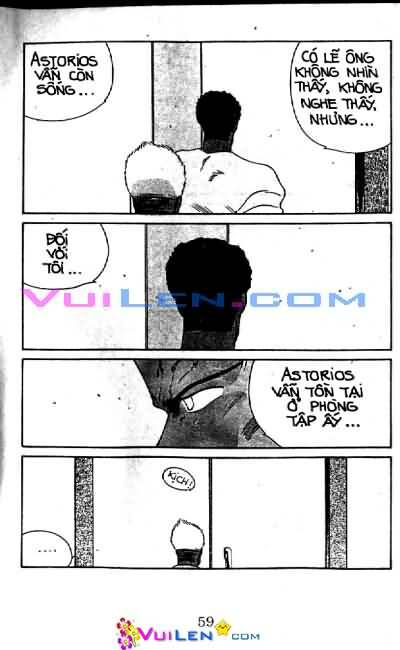 CÓ LẼ ÔNG
KHÔNG NHÌN
THẤY, KHÔNG
NGHE THẤY,
NHƯNG...
ASTORIOS
VẪN CÒN
SỐNG...
ĐỐI
VỚI
TÔI...
VUILEN.COM
ASTORIOS
VẪN TỒN TẠI
Ở PHÒNG
TẬP ẤY...
KỊCH!
....
59
VUILEN COM